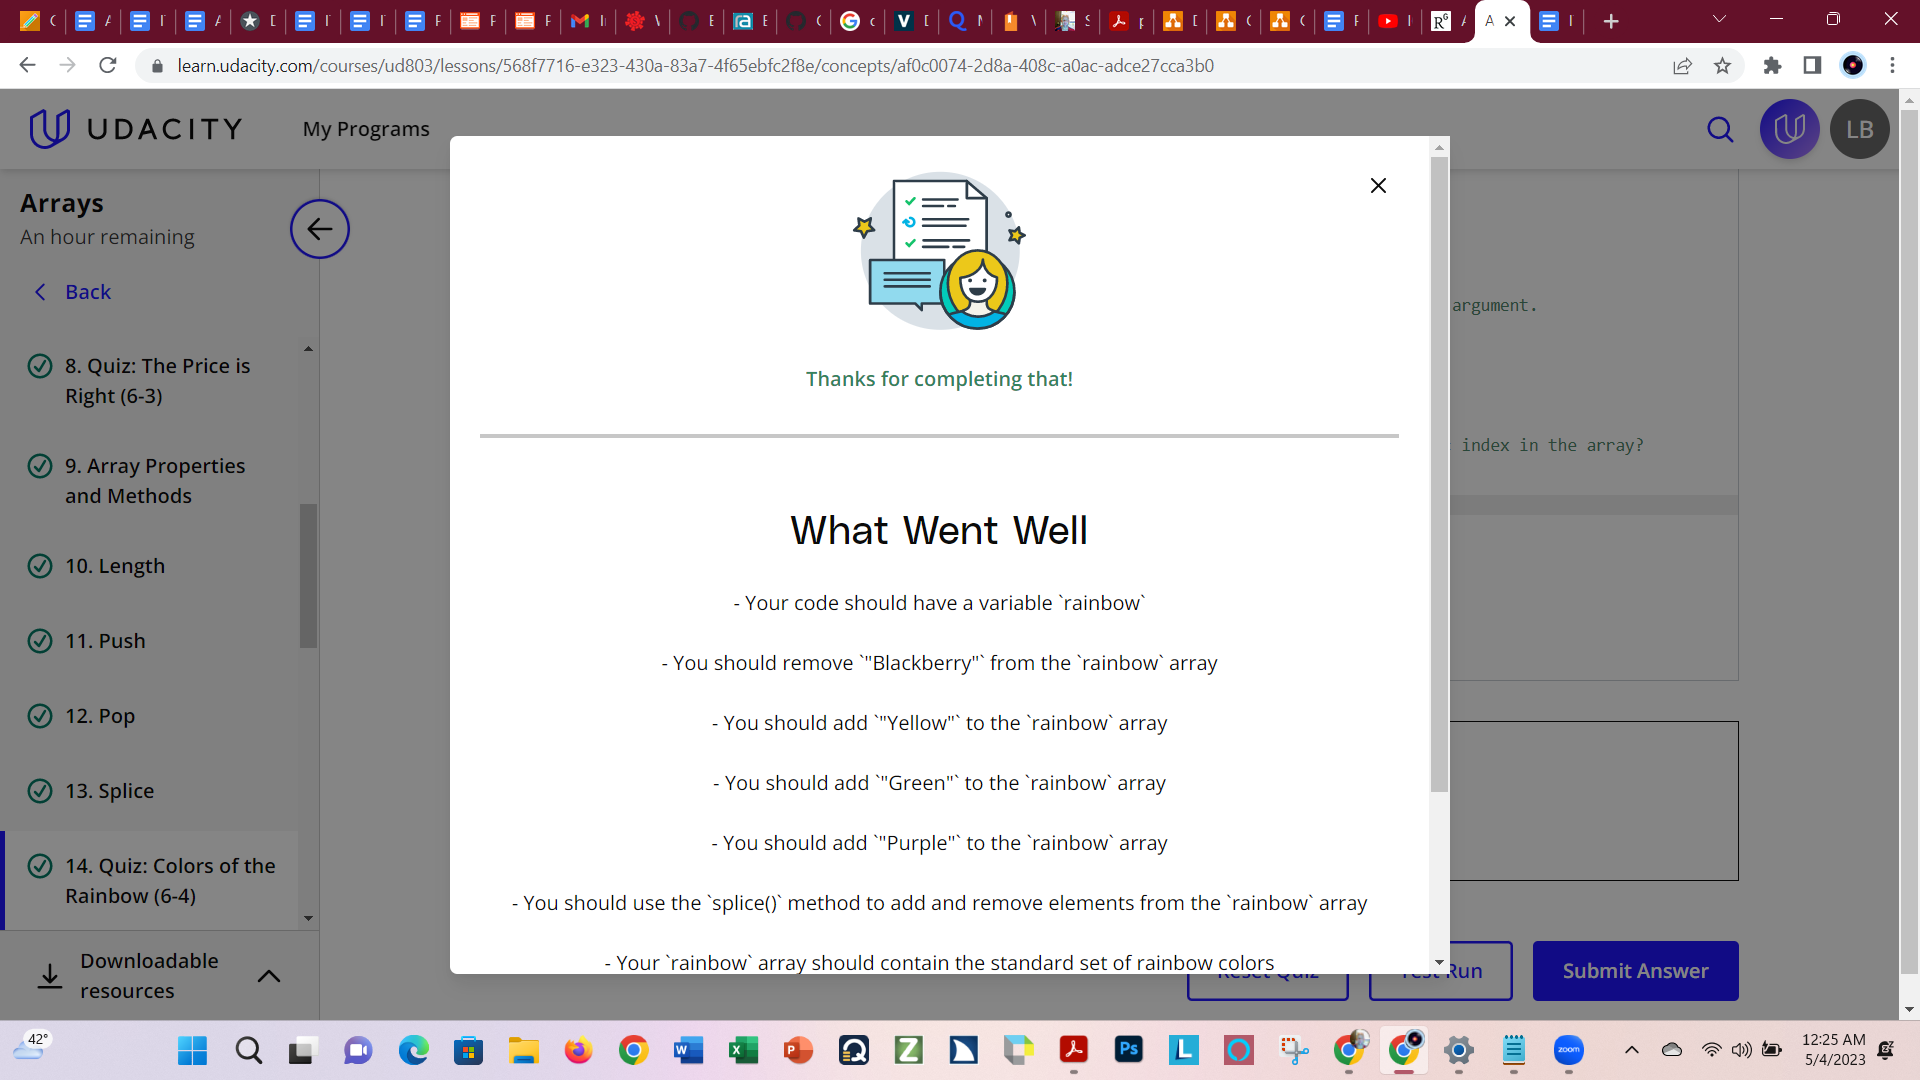 learn.udacity.com/courses/ud803/lessons/568f7716-e323-430a-83a7-4f65ebfc2f8e/concepts/af0c0074-2d8a-408c-a0ac-adce27cca3b0
UDACITY
My Programs
LB
Arrays
An hour remaining
Back
8. Quiz: The Price is
Right (6-3)
9. Array Properties
and Methods
10. Length
11. Push
12. Pop
13. Splice
14. Quiz: Colors of the
Rainbow (6-4)
Downloadable
resources
Thanks for completing that!
What Went Well
- Your code should have a variable `rainbow`
- You should remove `"Blackberry"` from the `rainbow` array
- You should add `"Yellow"` to the `rainbow` array
- You should add `"Green"` to the `rainbow` array
- You should add `"Purple"` to the `rainbow` array
- You should use the `splice()` method to add and remove elements from the `rainbow` array
- Your `rainbow` array should contain the standard set of rainbow colors
argument.
index in the array?
Reset Quiz
Test Run
Submit Answer
42°
zoom
12:25 AM
5/4/2023